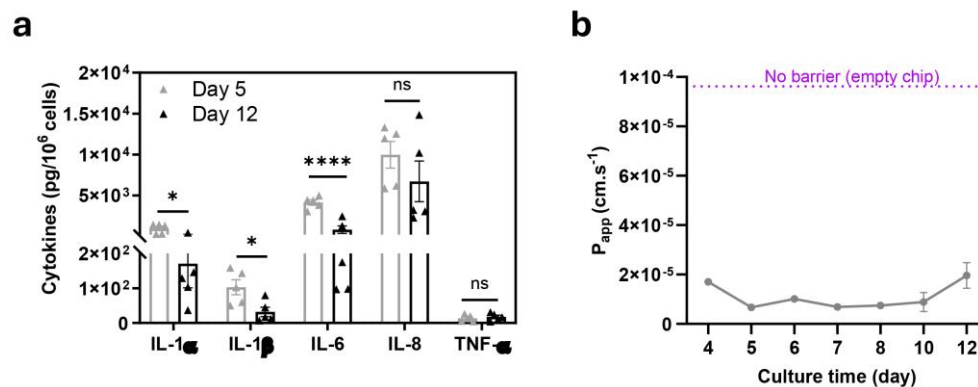 a
Cytokines (pg/10⁶ cells)
2×10⁴
1×10⁴
1×10⁴
5×10³
2×10²
1×10²
0
Day 5
Day 12
*
*
****
ns
ns
IL-1α
IL-1β
IL-6
IL-8
TNF-α
b
Papp (cm.s⁻¹)
1×10⁻⁴
8×10⁻⁵
6×10⁻⁵
4×10⁻⁵
2×10⁻⁵
0
No barrier (empty chip)
4 5 6 7 8 10 12
Culture time (day)